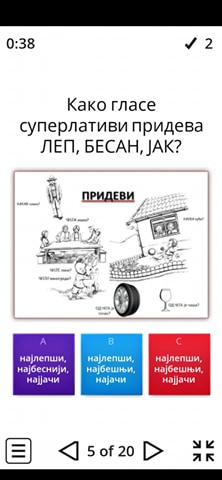 0:38
✓ 2
Како гласе
суперлативи придева
ЛЕП, БЕСАН, ЈАК?
ПРИДЕВИ
A
најлепши,
најбеснији,
најјачи
B
најлепши,
најбешњи,
најачи
C
најлепши,
најбешњи,
најјачи
5 of 20